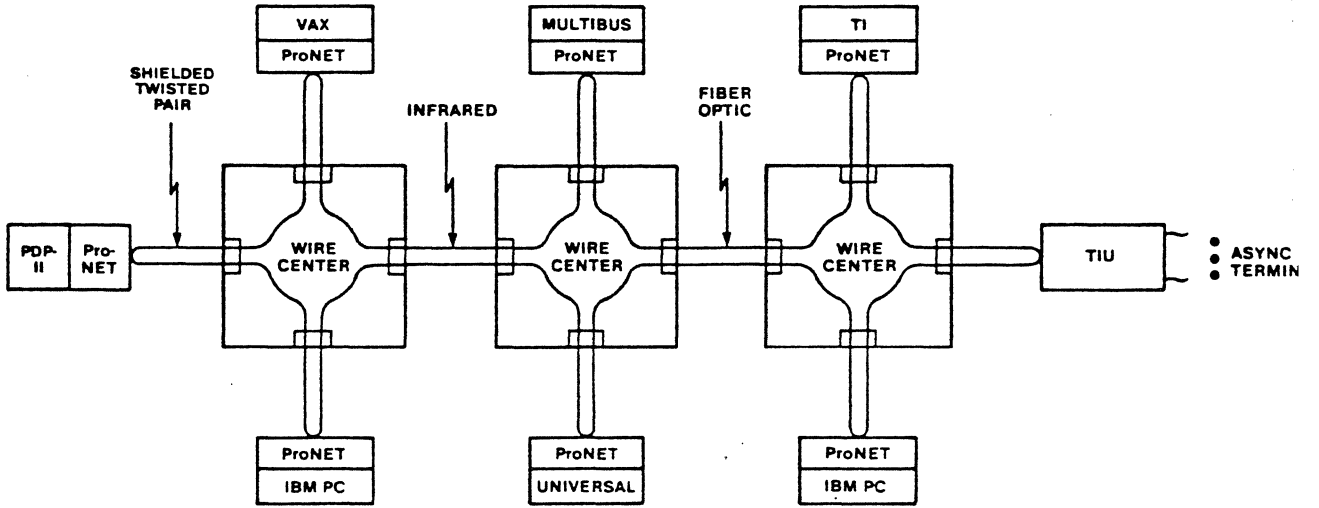 VAX
ProNET
MULTIBUS
ProNET
TI
ProNET
SHIELDED
TWISTED
PAIR
INFRARED
FIBER
OPTIC
PDP-
11
Pro-
NET
WIRE
CENTER
WIRE
CENTER
WIRE
CENTER
TIU
ASYNC
TERMIN
ProNET
IBM PC
ProNET
UNIVERSAL
ProNET
IBM PC